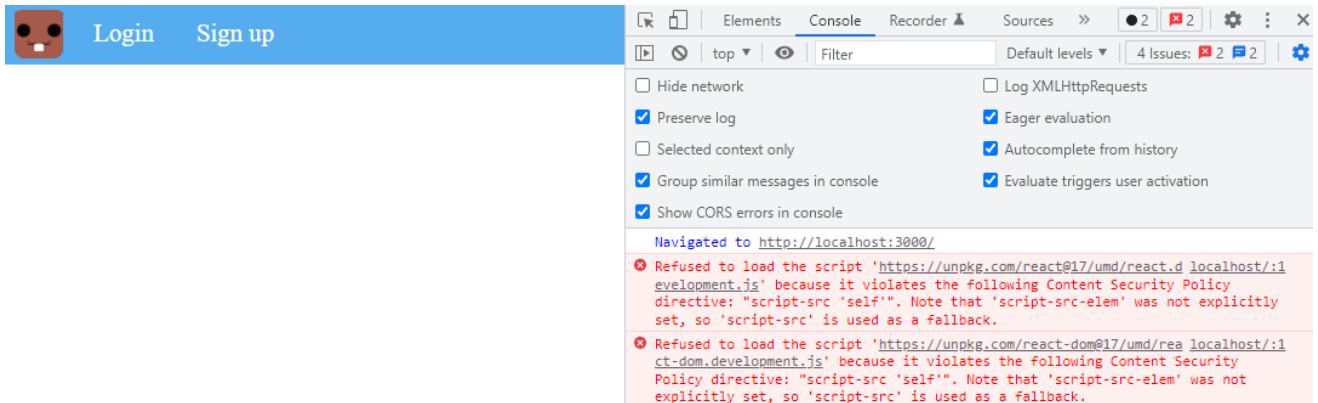 Login Sign up
Elements Console Recorder Sources » 2 2
top ▼ Filter Default levels ▼ 4 Issues: 2 2
Hide network Log XMLHttpRequests
Preserve log Eager evaluation
Selected context only Autocomplete from history
Group similar messages in console Evaluate triggers user activation
Show CORS errors in console
Navigated to http://localhost:3000/
Refused to load the script 'https://unpkg.com/react@17/umd/react.d localhost/:1
evelopment.js' because it violates the following Content Security Policy
directive: "script-src 'self'". Note that 'script-src-elem' was not explicitly
set, so 'script-src' is used as a fallback.
Refused to load the script 'https://unpkg.com/react-dom@17/umd/rea localhost/:1
ct-dom.development.js' because it violates the following Content Security
Policy directive: "script-src 'self'". Note that 'script-src-elem' was not
explicitly set, so 'script-src' is used as a fallback.